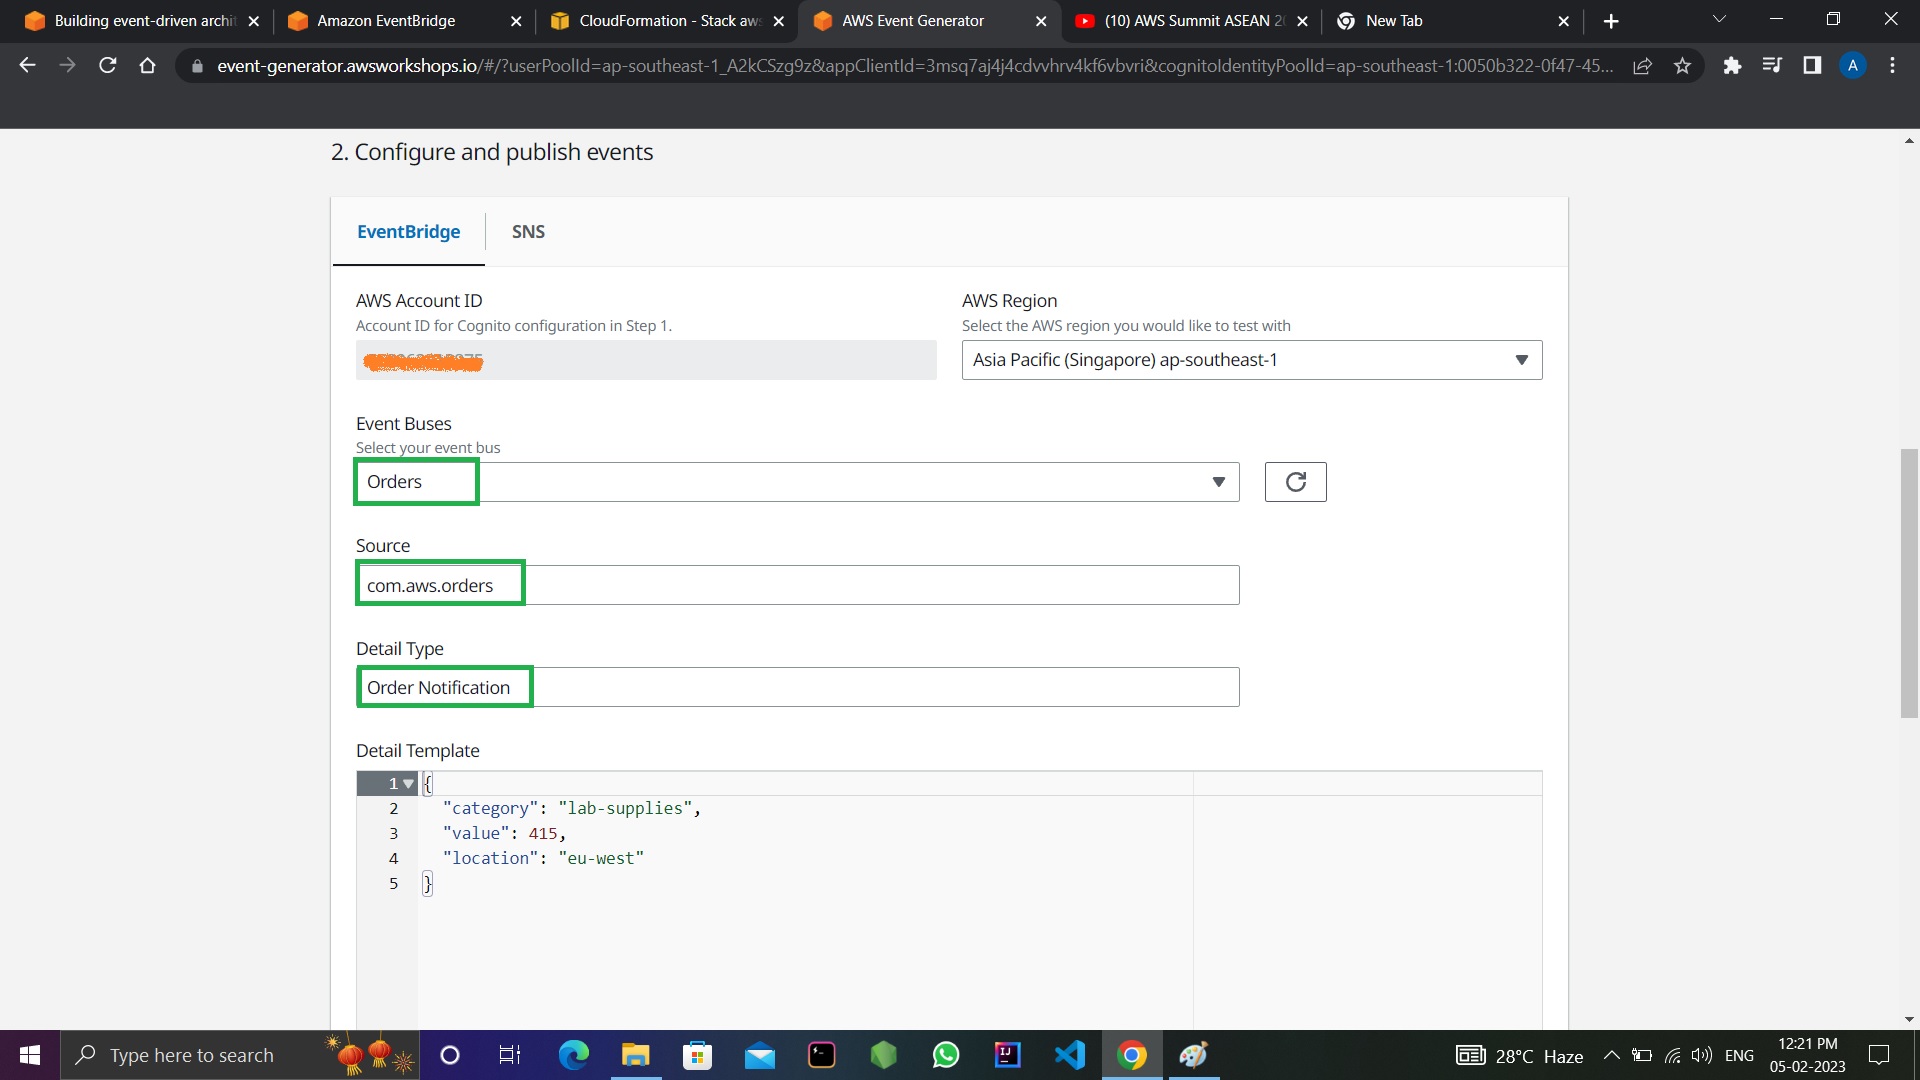 Building event-driven archit
Amazon EventBridge
CloudFormation - Stack aws
AWS Event Generator
(10) AWS Summit ASEAN 20
New Tab
event-generator.awsworkshops.io/#/?userPoolId=ap-southeast-1_A2kCSzg9z&appClientId=3msq7aj4j4cdvvhrv4kf6vbvri&cognitoIdentityPoolId=ap-southeast-1:0050b322-0f47-45...
A
2. Configure and publish events
EventBridge
SNS
AWS Account ID
Account ID for Cognito configuration in Step 1.
AWS Region
Select the AWS region you would like to test with
Asia Pacific (Singapore) ap-southeast-1
Event Buses
Select your event bus
Orders
Source
com.aws.orders
Detail Type
Order Notification
Detail Template
1 {
2 "category": "lab-supplies",
3 "value": 415,
4 "location": "eu-west"
5 }
Type here to search
28°C Haze
ENG
12:21 PM
05-02-2023